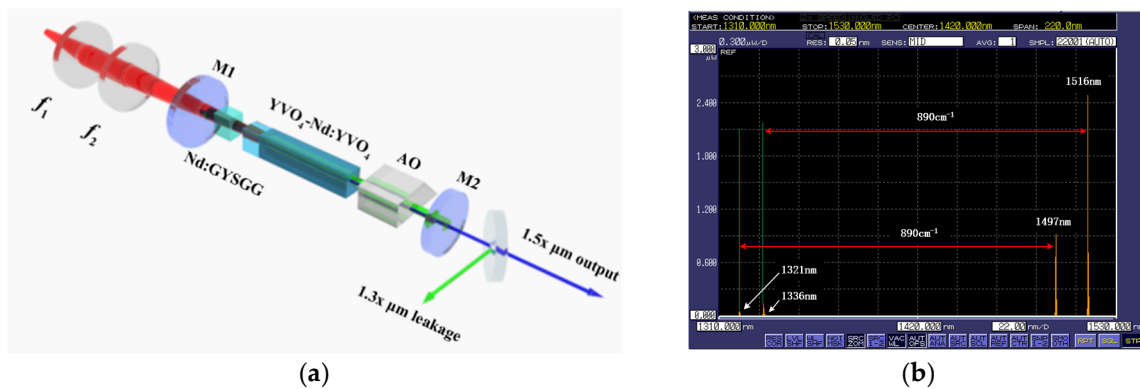 f1
f2
M1
Nd:GYSGG
YVO4-Nd:YVO4
AO
M2
1.5x μm output
1.3x μm leakage
(a)
<MEAS CONDITION>
START:1310.000nm STOP:1530.000nm CENTER:1420.000nm SPAN: 220.0nm
0.300μW/D RES: 0.05 nm SENS: MID AVG: 1 SMPL: 22001(AUTO)
3.000 REF
μW
1516nm
2.400
890cm⁻¹
1.800
1.200
1497nm
890cm⁻¹
0.600
1321nm
1336nm
0.000
1310.000 nm 1420.000 nm 22.00 nm/D 1530.000 nm
RPT SGL
(b)